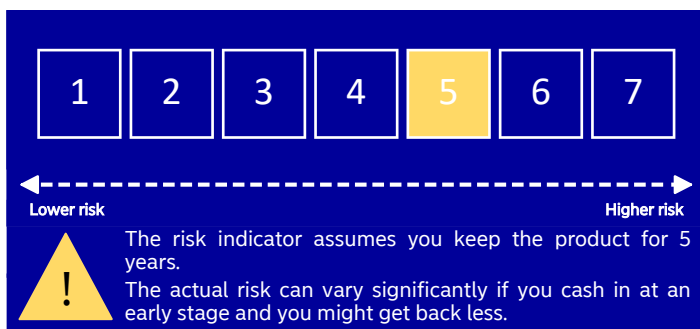 1 2 3 4 5 6 7
Lower risk Higher risk
!
The risk indicator assumes you keep the product for 5
years.
The actual risk can vary significantly if you cash in at an
early stage and you might get back less.